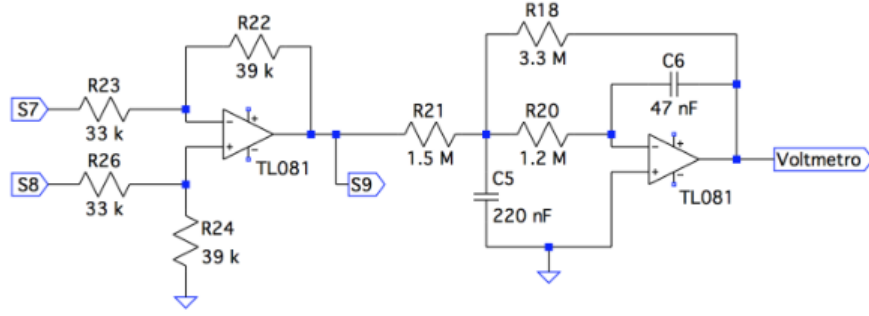 R22
39 k
R18
3.3 M
C6
47 nF
R23
33 k
S7
R21
1.5 M
R20
1.2 M
-
+
+
-
TL081
-
+
+
-
TL081
Voltmetro
S8
R26
33 k
S9
C5
220 nF
R24
39 k